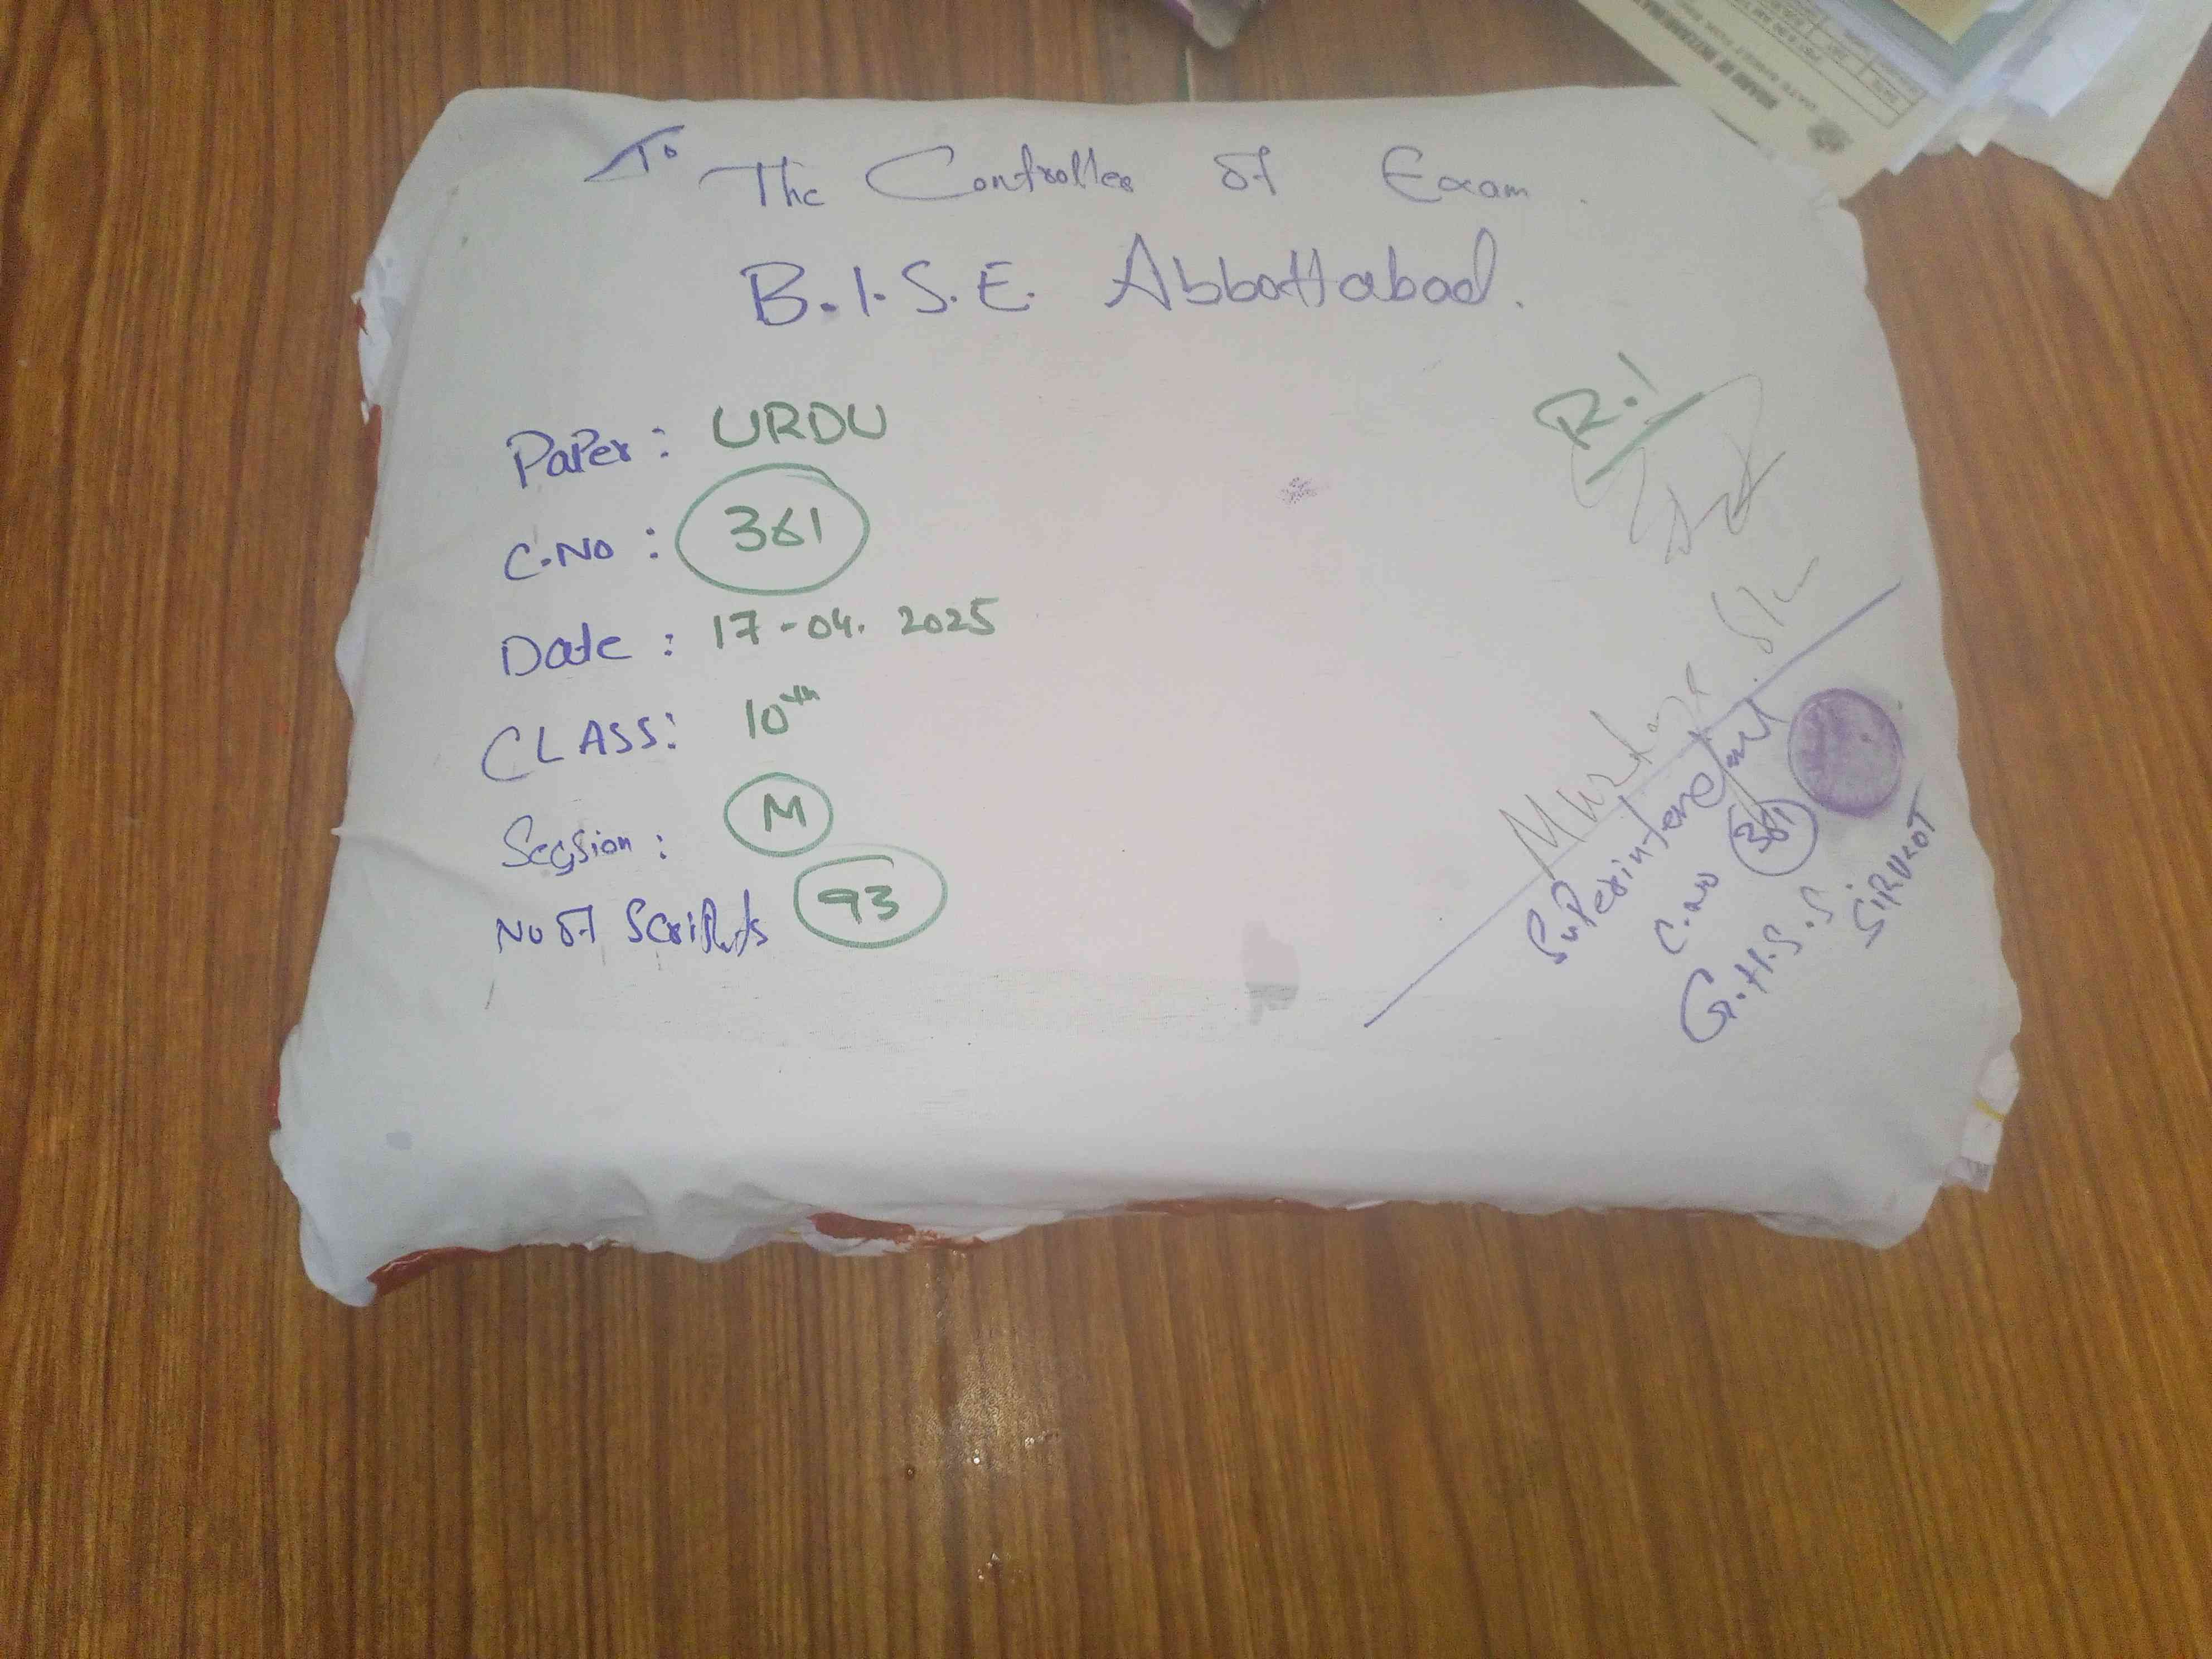 To
The Controller of Exam.
B.I.S.E. Abbottabad.
Paper: URDU
C.No: 361
Date: 17-04.2025
CLASS: 10th
Session: M
No of Scripts 93
R.I
Superintendent
C.No 361
G.H.S.S
SIRIKOT